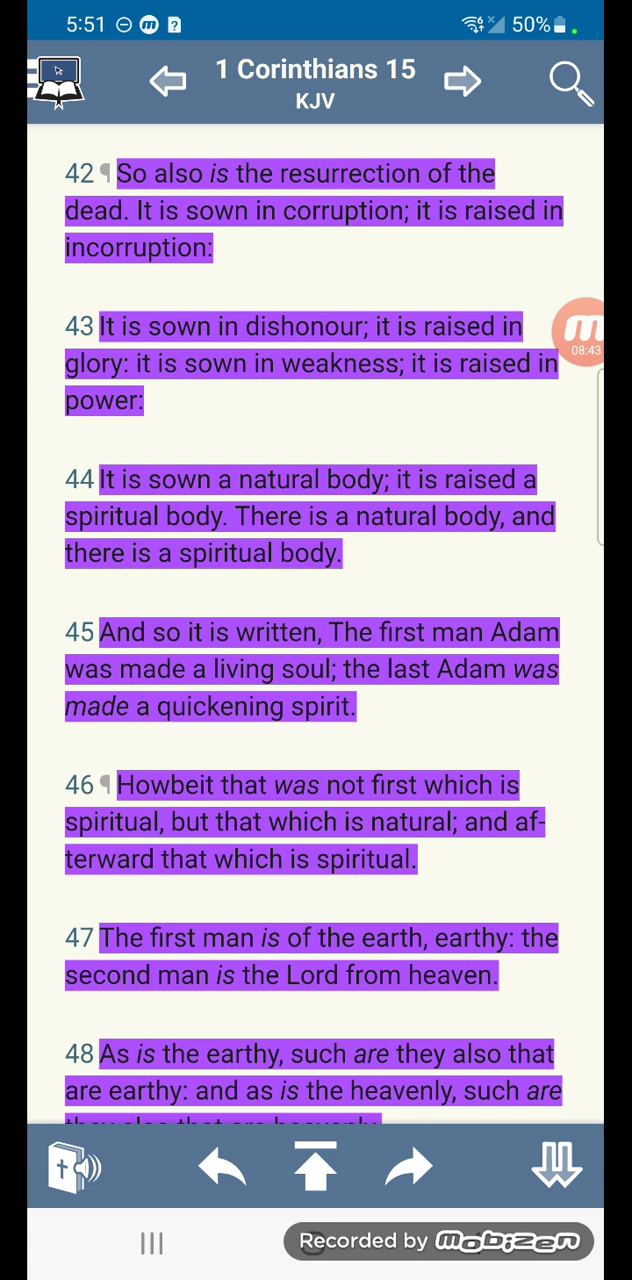 5:51 50%
1 Corinthians 15
KJV
42 ¶ So also is the resurrection of the
dead. It is sown in corruption; it is raised in
incorruption:
43 It is sown in dishonour; it is raised in
glory: it is sown in weakness; it is raised in
power:
08:43
44 It is sown a natural body; it is raised a
spiritual body. There is a natural body, and
there is a spiritual body.
45 And so it is written, The first man Adam
was made a living soul; the last Adam was
made a quickening spirit.
46 ¶ Howbeit that was not first which is
spiritual, but that which is natural; and af-
terward that which is spiritual.
47 The first man is of the earth, earthy: the
second man is the Lord from heaven.
48 As is the earthy, such are they also that
are earthy: and as is the heavenly, such are
they also that are heavenly.
Recorded by mobizen